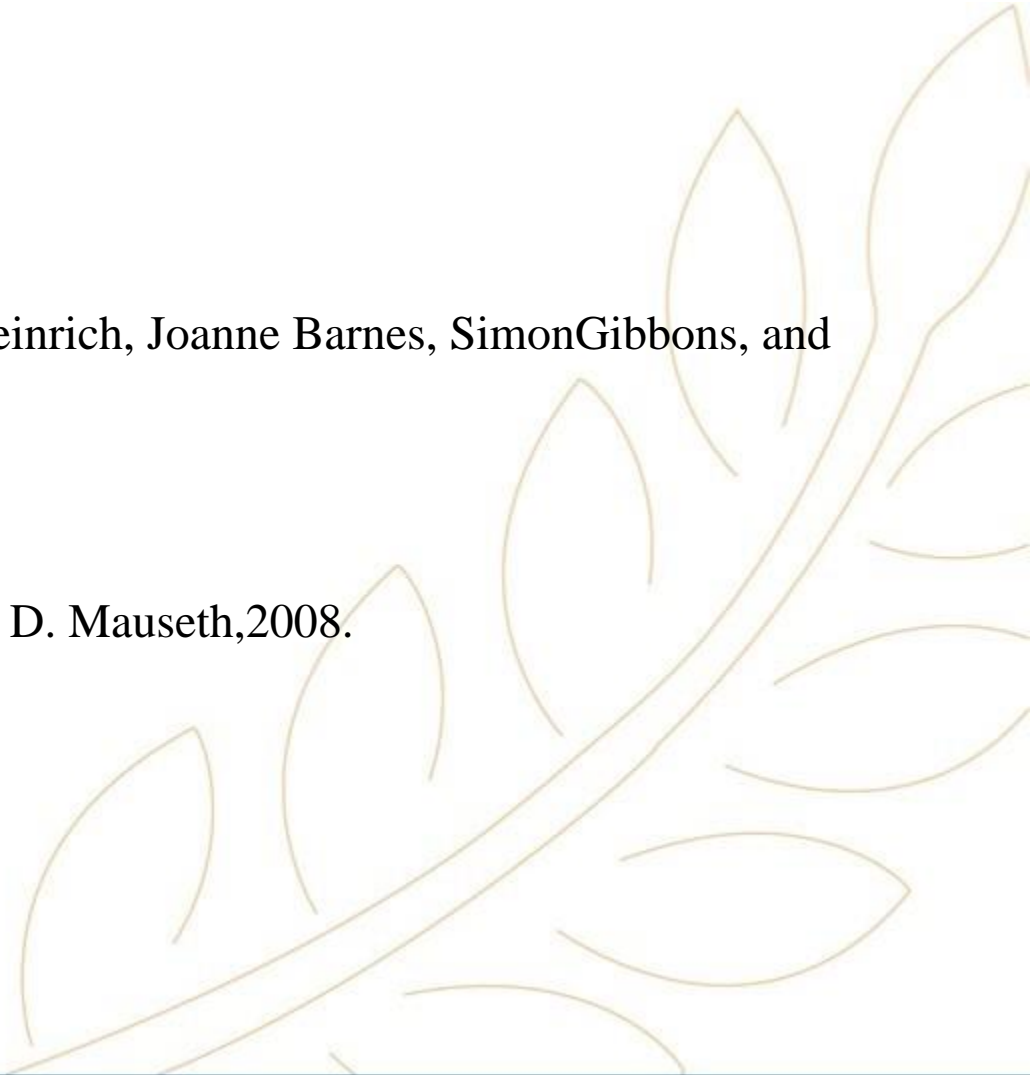 einrich, Joanne Barnes, SimonGibbons, and
D. Mauseth,2008.